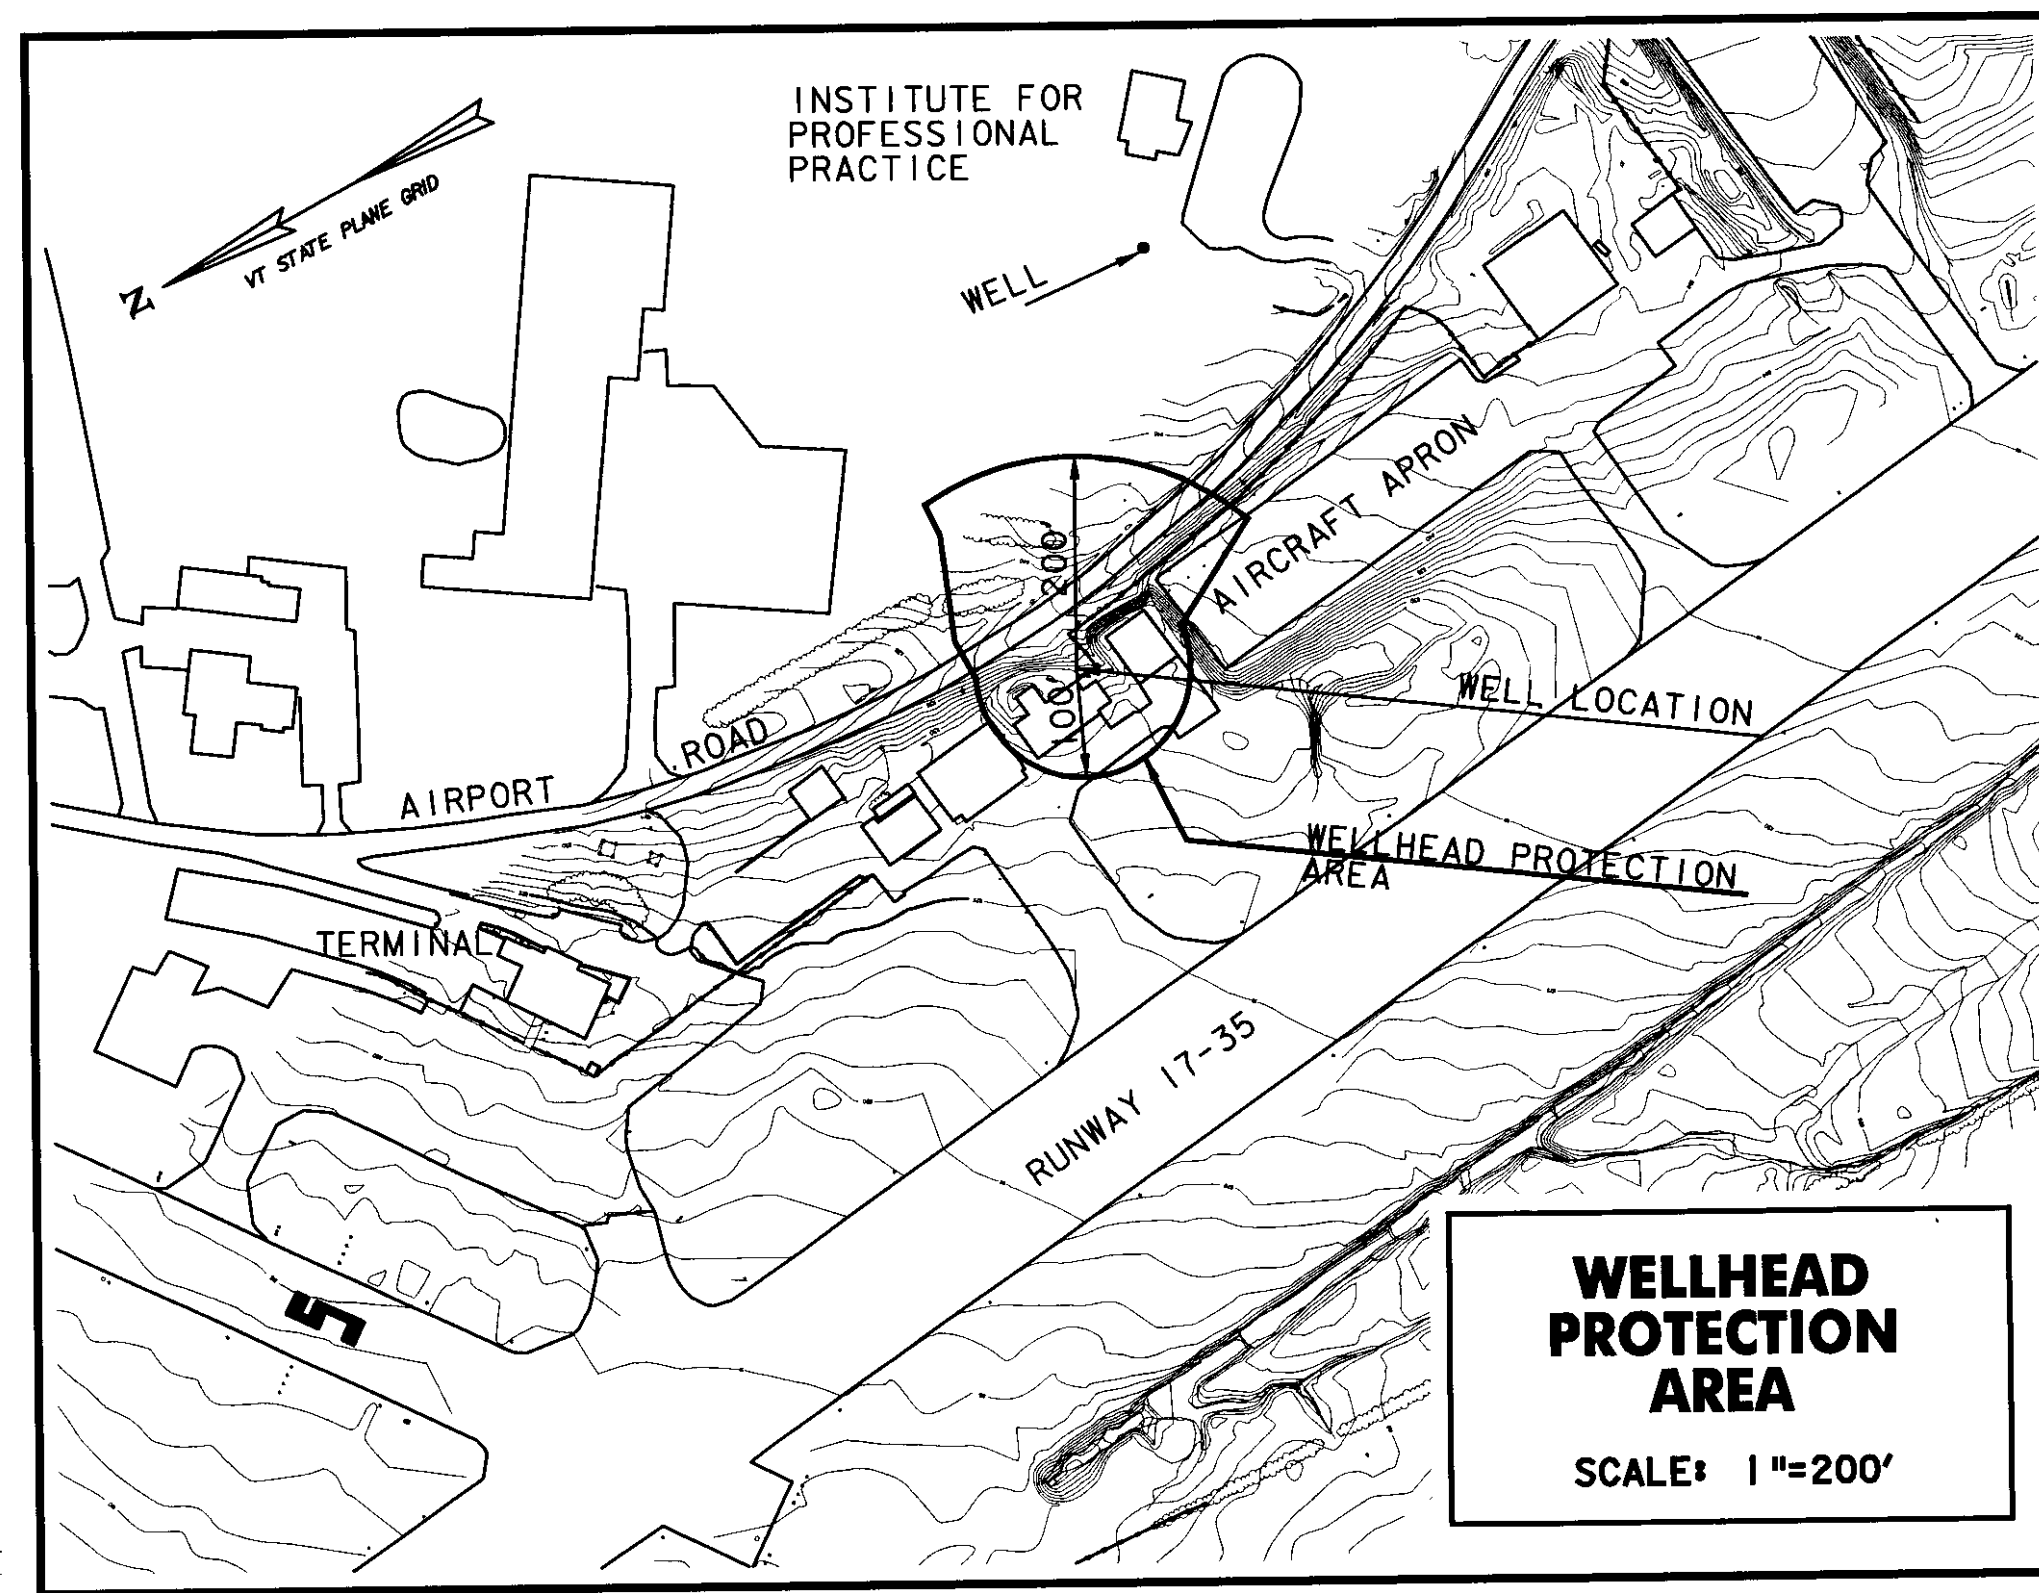 INSTITUTE FOR
PROFESSIONAL
PRACTICE
N
VT STATE PLANE GRID
WELL
AIRCRAFT APRON
200'
100'
WELL LOCATION
ROAD
AIRPORT
WELLHEAD PROTECTION
AREA
TERMINAL
RUNWAY 17-35
5
WELLHEAD
PROTECTION
AREA
SCALE: 1"=200'